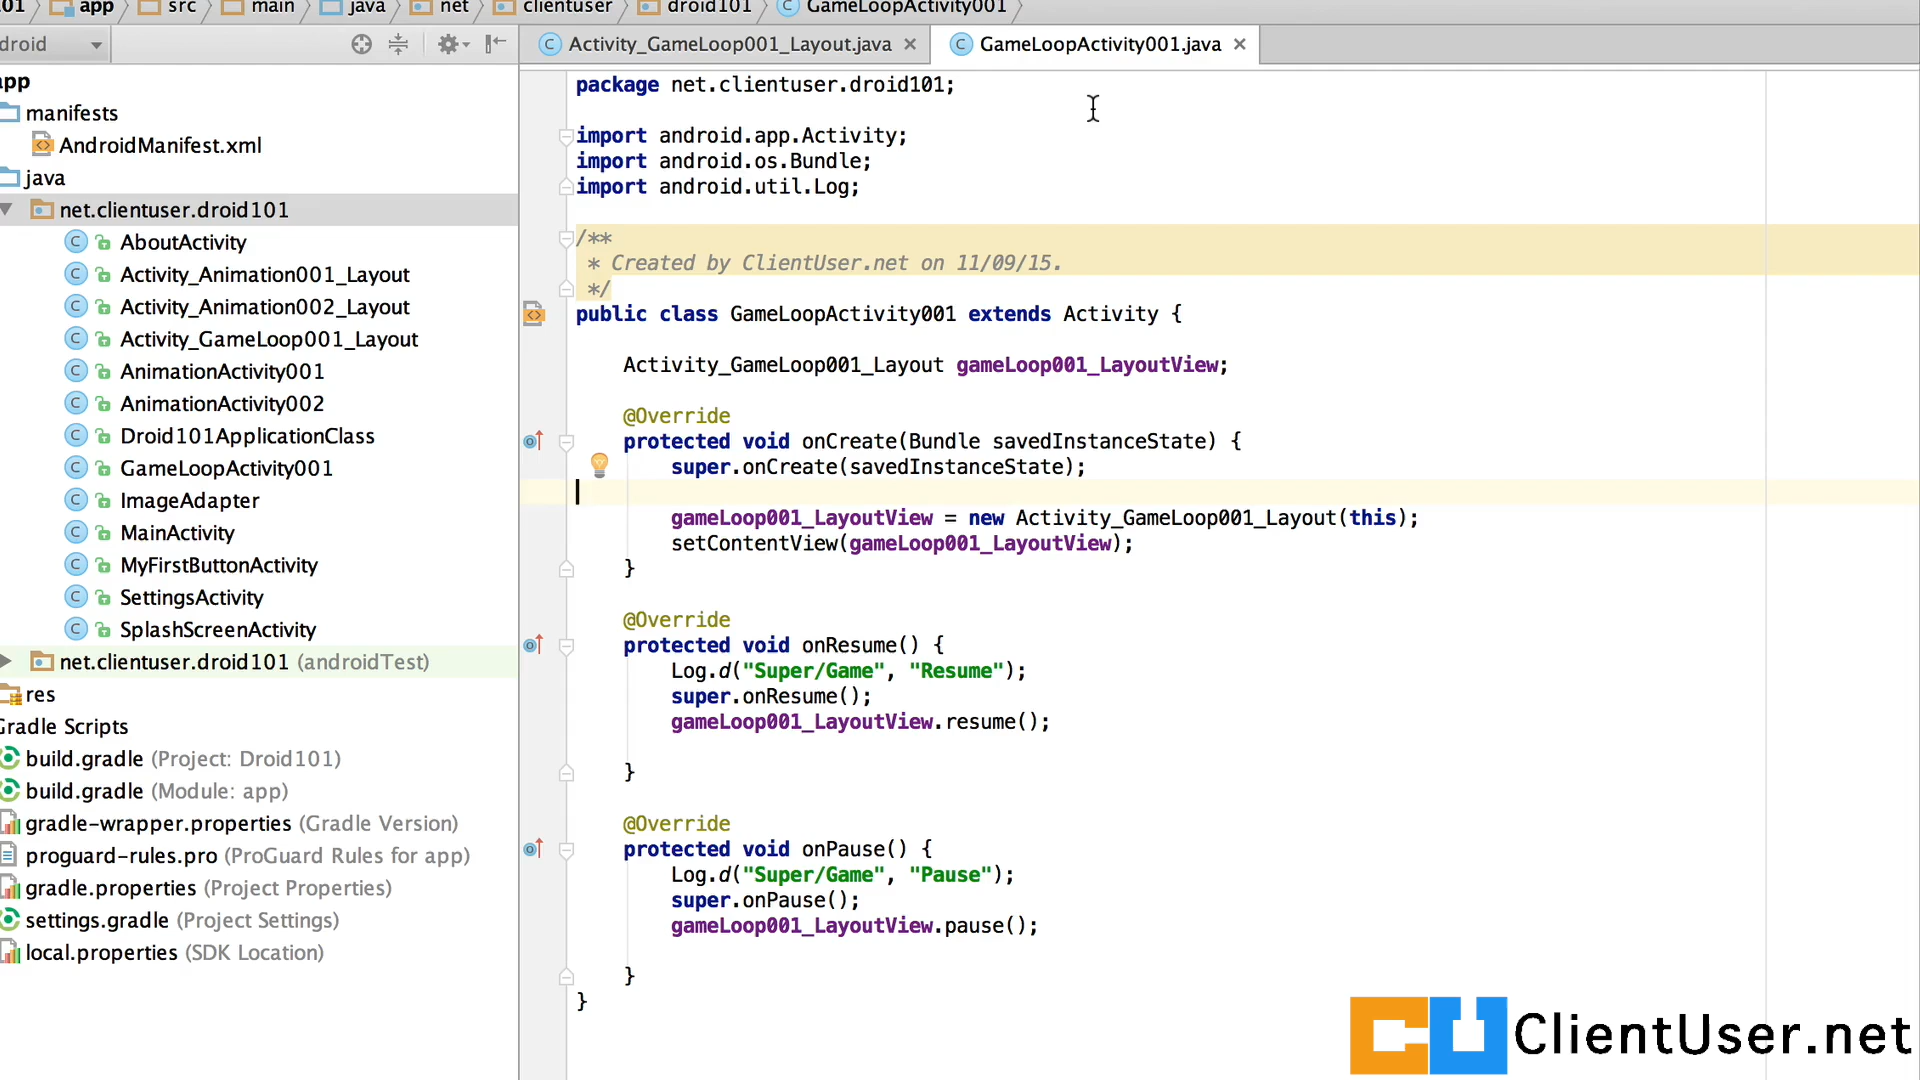 01 app src main java net clientuser droid101 GameLoopActivity001
droid
Activity_GameLoop001_Layout.java GameLoopActivity001.java
app
manifests
AndroidManifest.xml
java
net.clientuser.droid101
AboutActivity
Activity_Animation001_Layout
Activity_Animation002_Layout
Activity_GameLoop001_Layout
AnimationActivity001
AnimationActivity002
Droid101ApplicationClass
GameLoopActivity001
ImageAdapter
MainActivity
MyFirstButtonActivity
SettingsActivity
SplashScreenActivity
net.clientuser.droid101 (androidTest)
res
Gradle Scripts
build.gradle (Project: Droid101)
build.gradle (Module: app)
gradle-wrapper.properties (Gradle Version)
proguard-rules.pro (ProGuard Rules for app)
gradle.properties (Project Properties)
settings.gradle (Project Settings)
local.properties (SDK Location)
package net.clientuser.droid101;
import android.app.Activity;
import android.os.Bundle;
import android.util.Log;
/**
* Created by ClientUser.net on 11/09/15.
*/
public class GameLoopActivity001 extends Activity {
Activity_GameLoop001_Layout gameLoop001_LayoutView;
@Override
protected void onCreate(Bundle savedInstanceState) {
super.onCreate(savedInstanceState);
gameLoop001_LayoutView = new Activity_GameLoop001_Layout(this);
setContentView(gameLoop001_LayoutView);
}
@Override
protected void onResume() {
Log.d("Super/Game", "Resume");
super.onResume();
gameLoop001_LayoutView.resume();
}
@Override
protected void onPause() {
Log.d("Super/Game", "Pause");
super.onPause();
gameLoop001_LayoutView.pause();
}
}
CU ClientUser.net